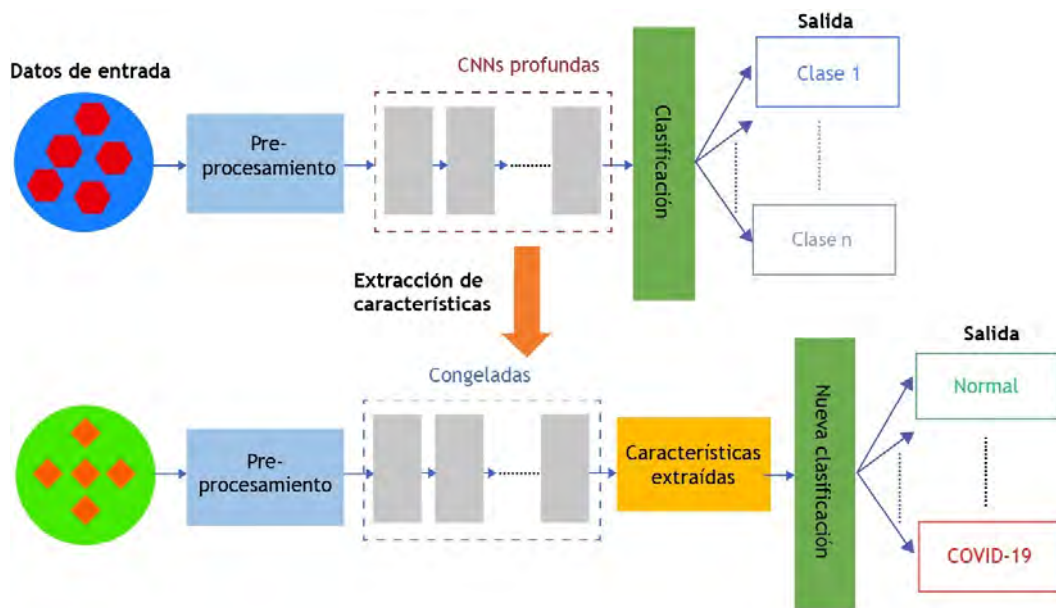 Salida
Datos de entrada
CNNs profundas
Clase 1
Pre-
procesamiento
Clasificación
Clase n
Extracción de
características
Salida
Congeladas
Normal
Pre-
procesamiento
Características
extraídas
Nueva clasificación
COVID-19